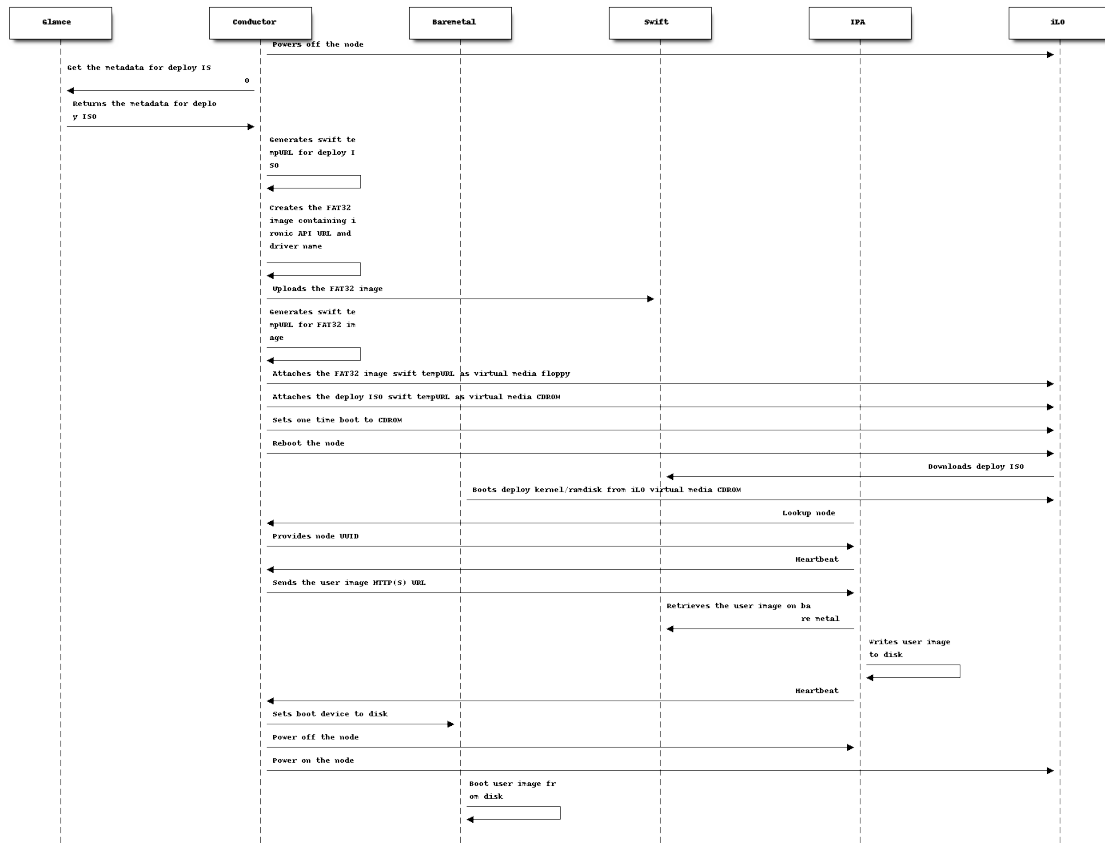 Glance
Conductor
Baremetal
Swift
IPA
iLO
Powers off the node
Get the metadata for deploy IS
O
Returns the metadata for deplo
y ISO
Generates swift te
mpURL for deploy I
SO
Creates the FAT32
image containing i
ronic API URL and
driver name
Uploads the FAT32 image
Generates swift te
mpURL for FAT32 im
age
Attaches the FAT32 image swift tempURL as virtual media floppy
Attaches the deploy ISO swift tempURL as virtual media CDROM
Sets one time boot to CDROM
Reboot the node
Downloads deploy ISO
Boots deploy kernel/ramdisk from iLO virtual media CDROM
Lookup node
Provides node UUID
Heartbeat
Sends the user image HTTP(S) URL
Retrieves the user image on ba
re metal
Writes user image
to disk
Heartbeat
Sets boot device to disk
Power off the node
Power on the node
Boot user image fr
om disk